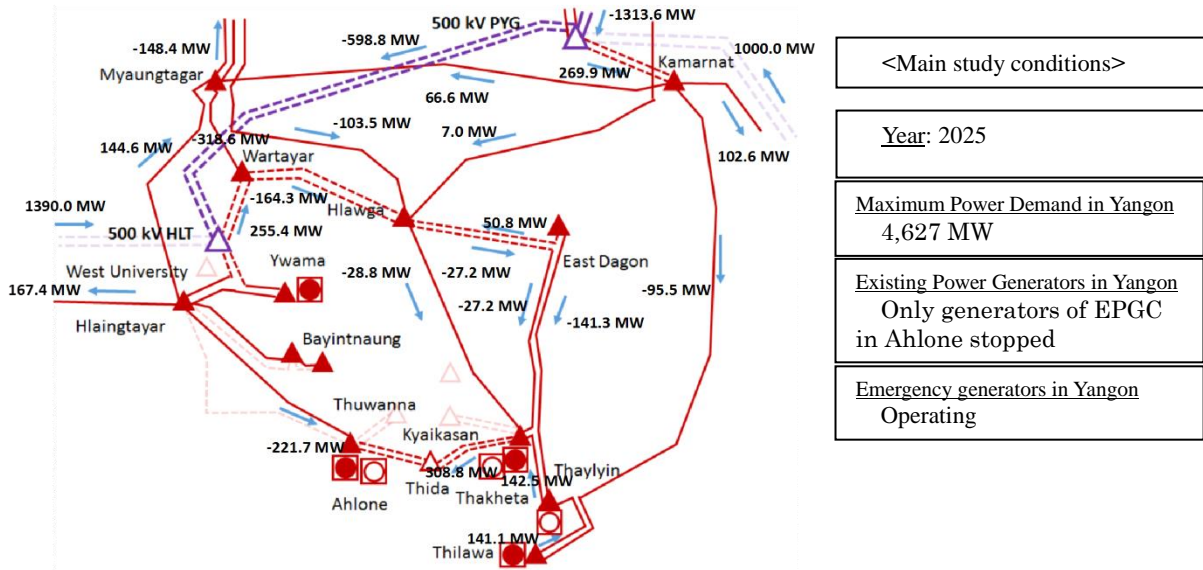 500 kV PYG
-1313.6 MW
-148.4 MW
-598.8 MW
1000.0 MW
Myaungtagar
269.9 MW
Kamarnat
66.6 MW
-103.5 MW
7.0 MW
102.6 MW
144.6 MW
-318.6 MW
Wartayar
-164.3 MW
1390.0 MW
Hlawga
50.8 MW
500 kV HLT
255.4 MW
East Dagon
West University
Ywama
-28.8 MW
-27.2 MW
167.4 MW
-27.2 MW
-95.5 MW
-141.3 MW
Hlaingtayar
Bayintnaung
Thuwanna
Kyaikasan
-221.7 MW
308.8 MW
Thaylyin
142.5 MW
Thida
Thakheta
Ahlone
141.1 MW
Thilawa
<Main study conditions>
Year: 2025
Maximum Power Demand in Yangon
4,627 MW
Existing Power Generators in Yangon
Only generators of EPGC
in Ahlone stopped
Emergency generators in Yangon
Operating